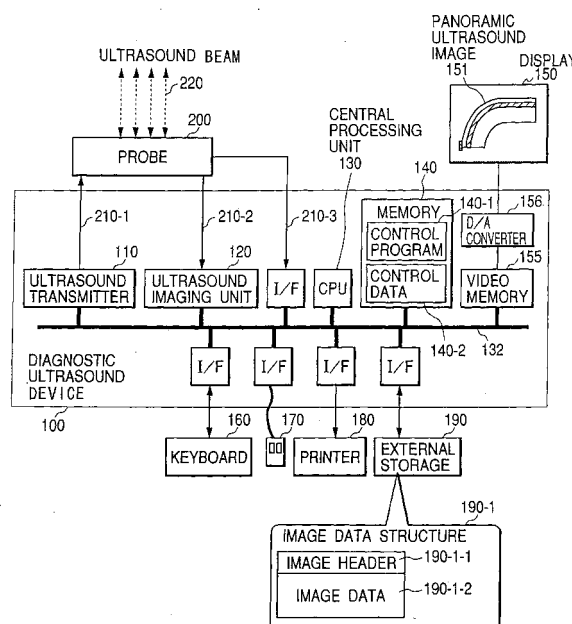 PANORAMIC
ULTRASOUND
IMAGE
151
DISPLAY
150
ULTRASOUND BEAM
220
200
PROBE
CENTRAL
PROCESSING
UNIT
130
140
210-1
210-2
210-3
MEMORY
140-1
CONTROL
PROGRAM
CONTROL
DATA
140-2
156
D/A
CONVERTER
155
VIDEO
MEMORY
110
ULTRASOUND
TRANSMITTER
120
ULTRASOUND
IMAGING UNIT
I/F
CPU
132
I/F
I/F
I/F
I/F
DIAGNOSTIC
ULTRASOUND
DEVICE
100
160
KEYBOARD
170
180
PRINTER
190
EXTERNAL
STORAGE
190-1
IMAGE DATA STRUCTURE
IMAGE HEADER
190-1-1
IMAGE DATA
190-1-2